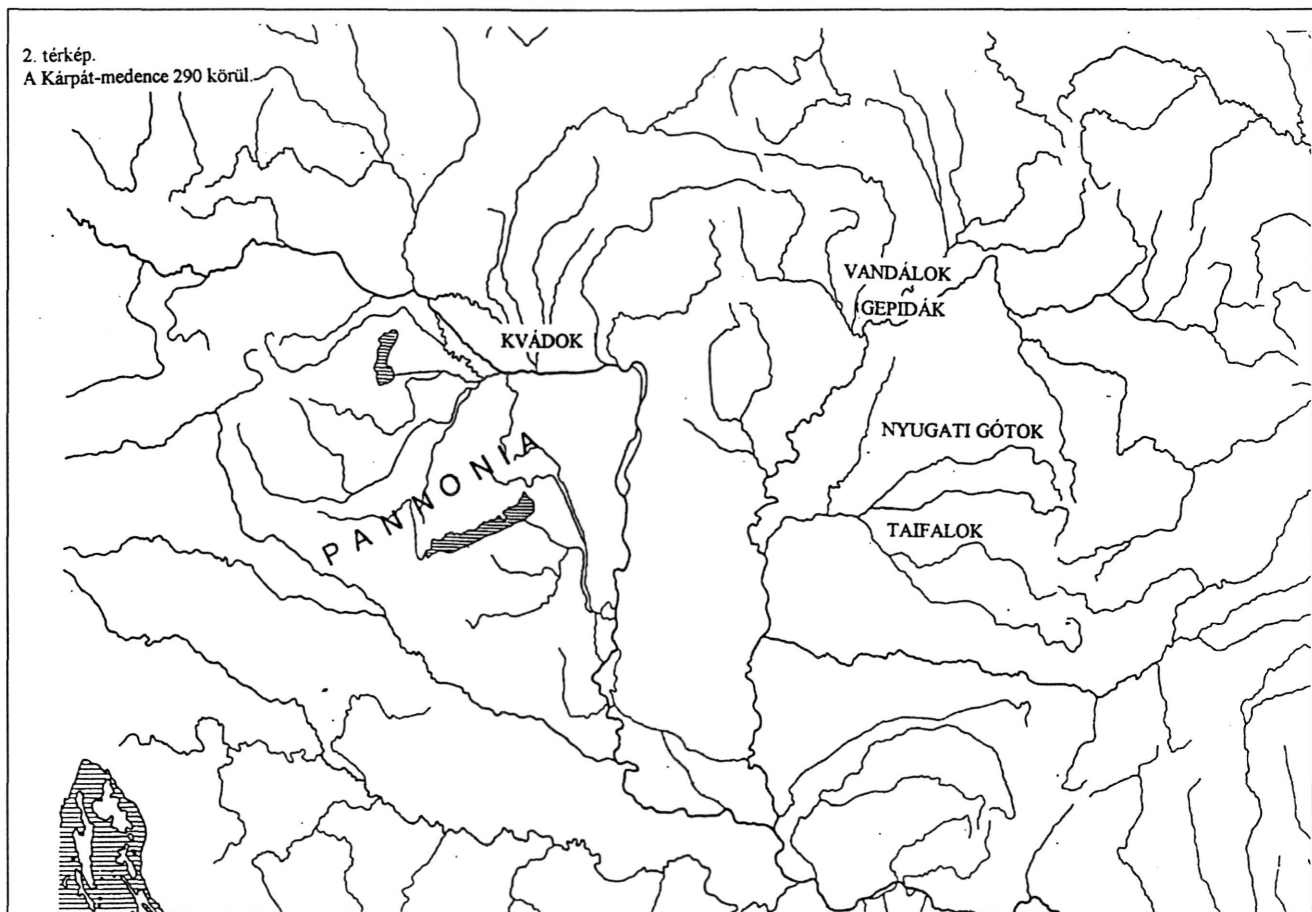 2. térkép.
A Kárpát-medence 290 körül.
VANDÁLOK
~
GEPIDÁK
KVÁDOK
NYUGATI GÓTOK
PANNONIA
TAIFALOK